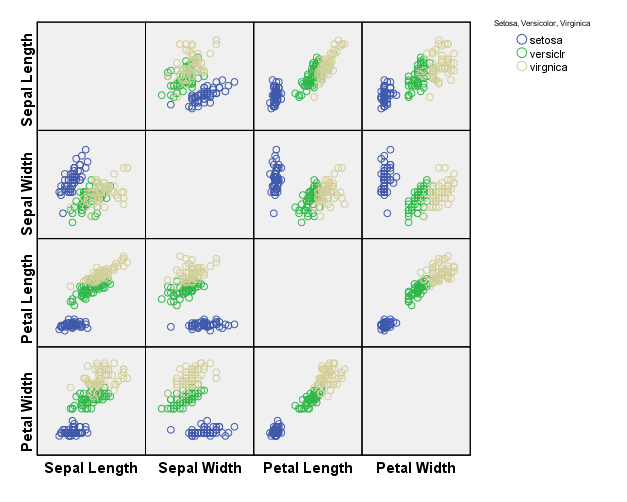 Setosa, Versicolor, Virginica
setosa
versiclr
virgnica
Sepal Length
Sepal Width
Petal Length
Petal Width
Sepal Length
Sepal Width
Petal Length
Petal Width